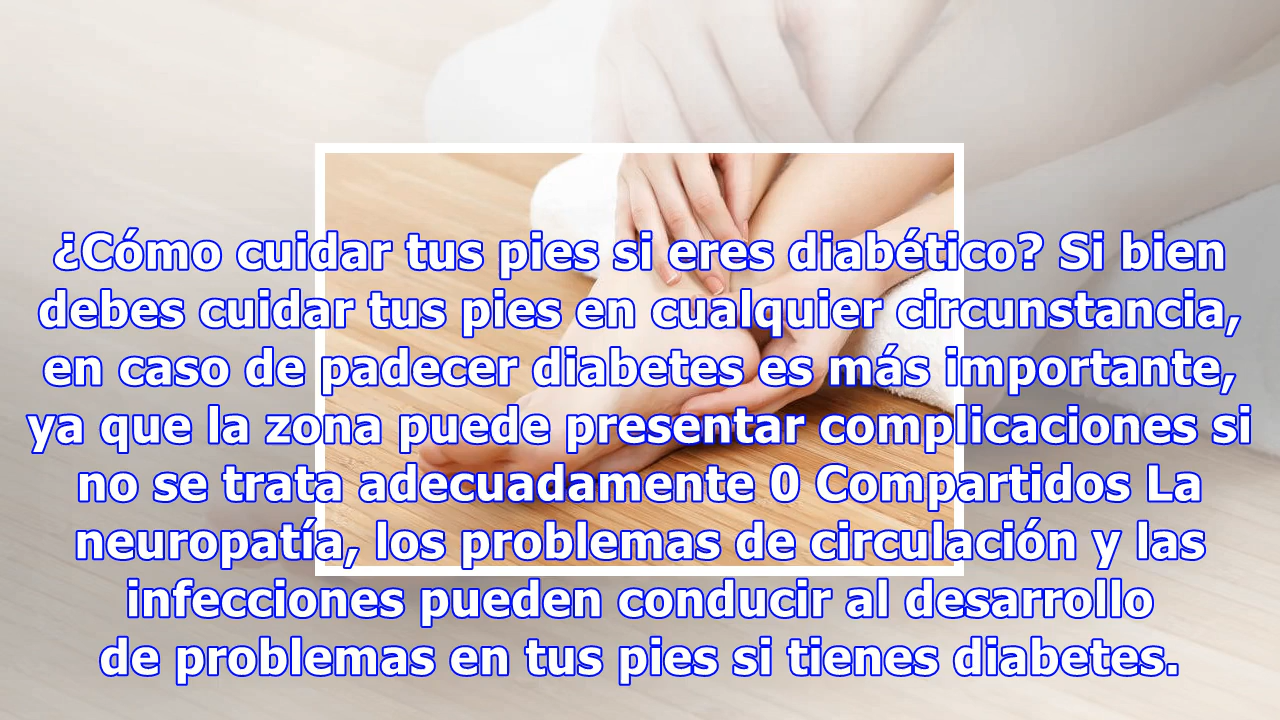 ¿Cómo cuidar tus pies si eres diabético? Si bien
debes cuidar tus pies en cualquier circunstancia,
en caso de padecer diabetes es más importante,
ya que la zona puede presentar complicaciones si
no se trata adecuadamente 0 Compartidos La
neuropatía, los problemas de circulación y las
infecciones pueden conducir al desarrollo
de problemas en tus pies si tienes diabetes.